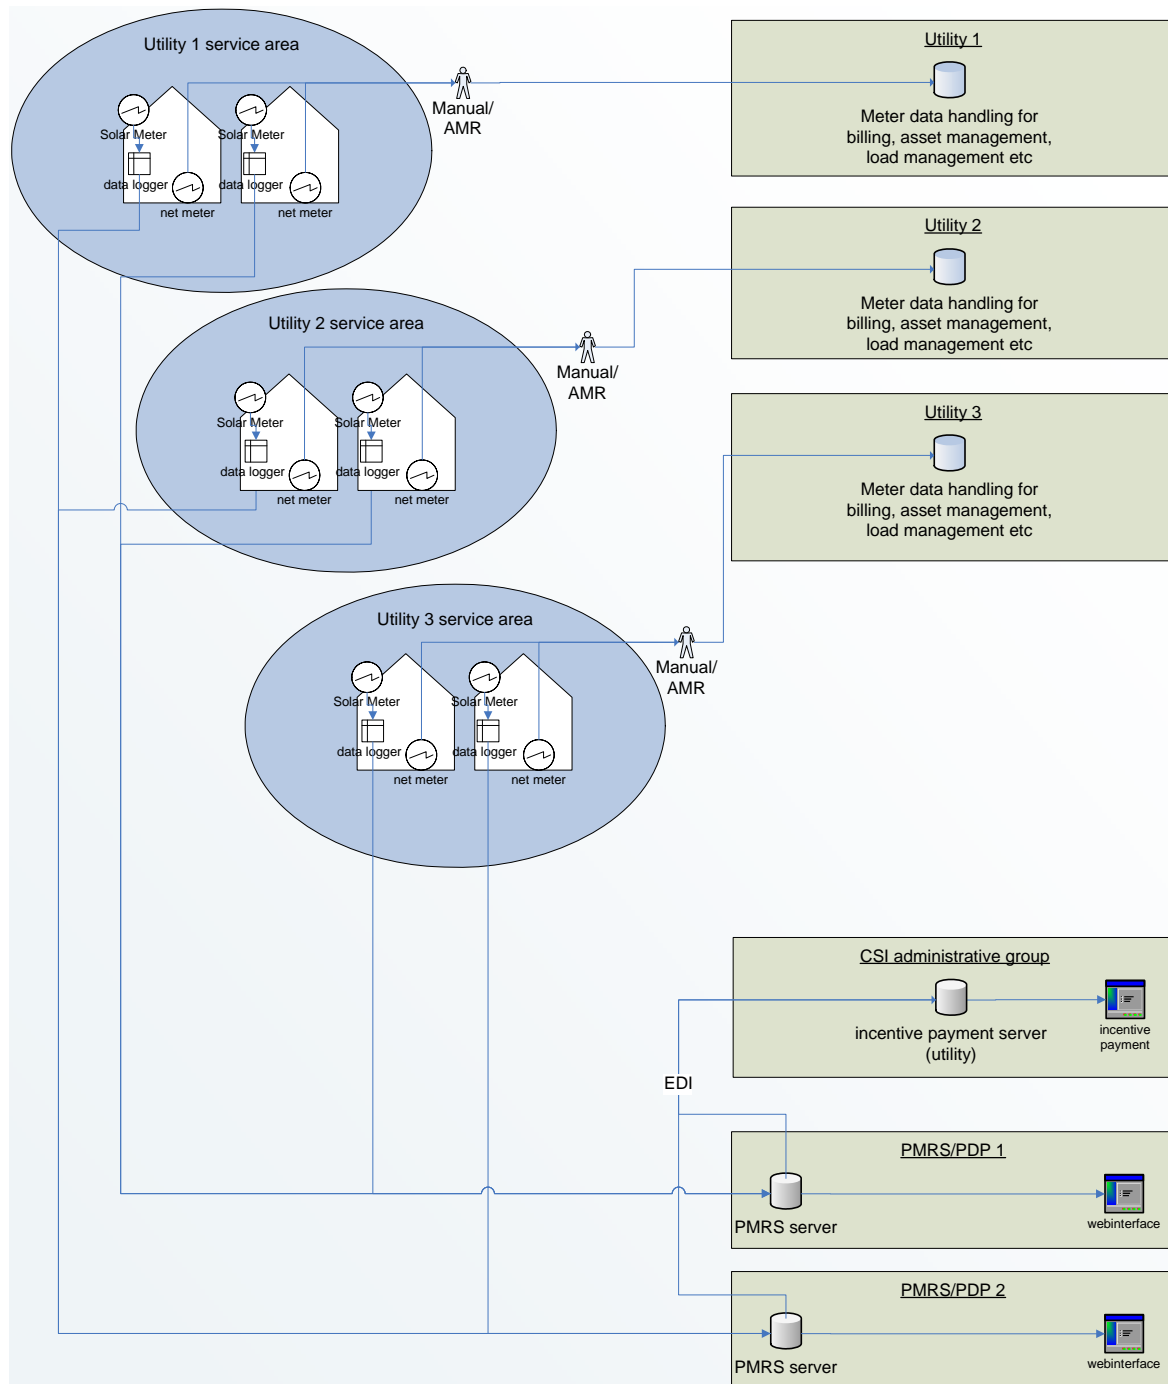 Utility 1 service area
Solar Meter
Solar Meter
data logger
data logger
net meter
net meter
Manual/
AMR
Utility 1
Meter data handling for
billing, asset management,
load management etc
Utility 2 service area
Solar Meter
Solar Meter
data logger
data logger
net meter
net meter
Manual/
AMR
Utility 2
Meter data handling for
billing, asset management,
load management etc
Utility 3
Meter data handling for
billing, asset management,
load management etc
Utility 3 service area
Solar Meter
Solar Meter
data logger
data logger
net meter
net meter
Manual/
AMR
CSI administrative group
incentive payment server
(utility)
incentive
payment
EDI
PMRS/PDP 1
PMRS server
webinterface
PMRS/PDP 2
PMRS server
webinterface